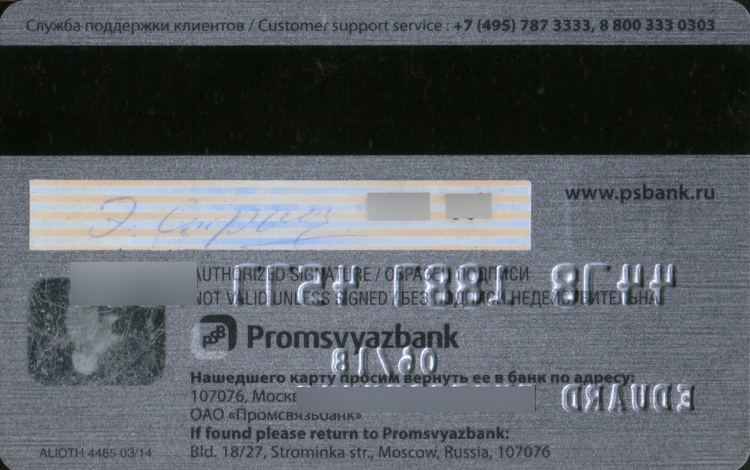 Служба поддержки клиентов / Customer support service : +7 (495) 787 3333, 8 800 333 0303
www.psbank.ru
AUTHORIZED SIGNATURE / ОБРАЗЕЦ ПОДПИСИ
NOT VALID UNLESS SIGNED / БЕЗ ПОДПИСИ НЕДЕЙСТВИТЕЛЬНА
PSB Promsvyazbank
Нашедшего карту просим вернуть ее в банк по адресу:
107076,
EDUARD
ОАО «Промсвязьбанк»
If found please return to Promsvyazbank:
ALIOTH 4465 03/14
Bld. 18/27, Strominka str., Moscow, Russia, 107076